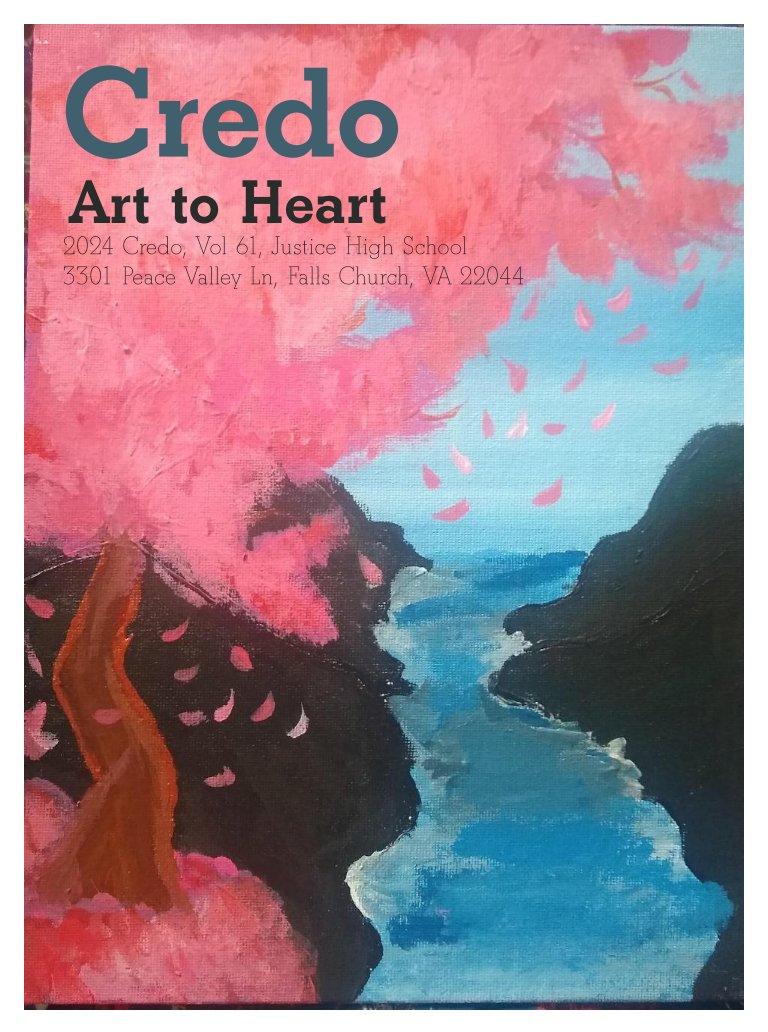 Credo
Art to Heart
2024 Credo, Vol 61, Justice High School
3301 Peace Valley Ln, Falls Church, VA 22044